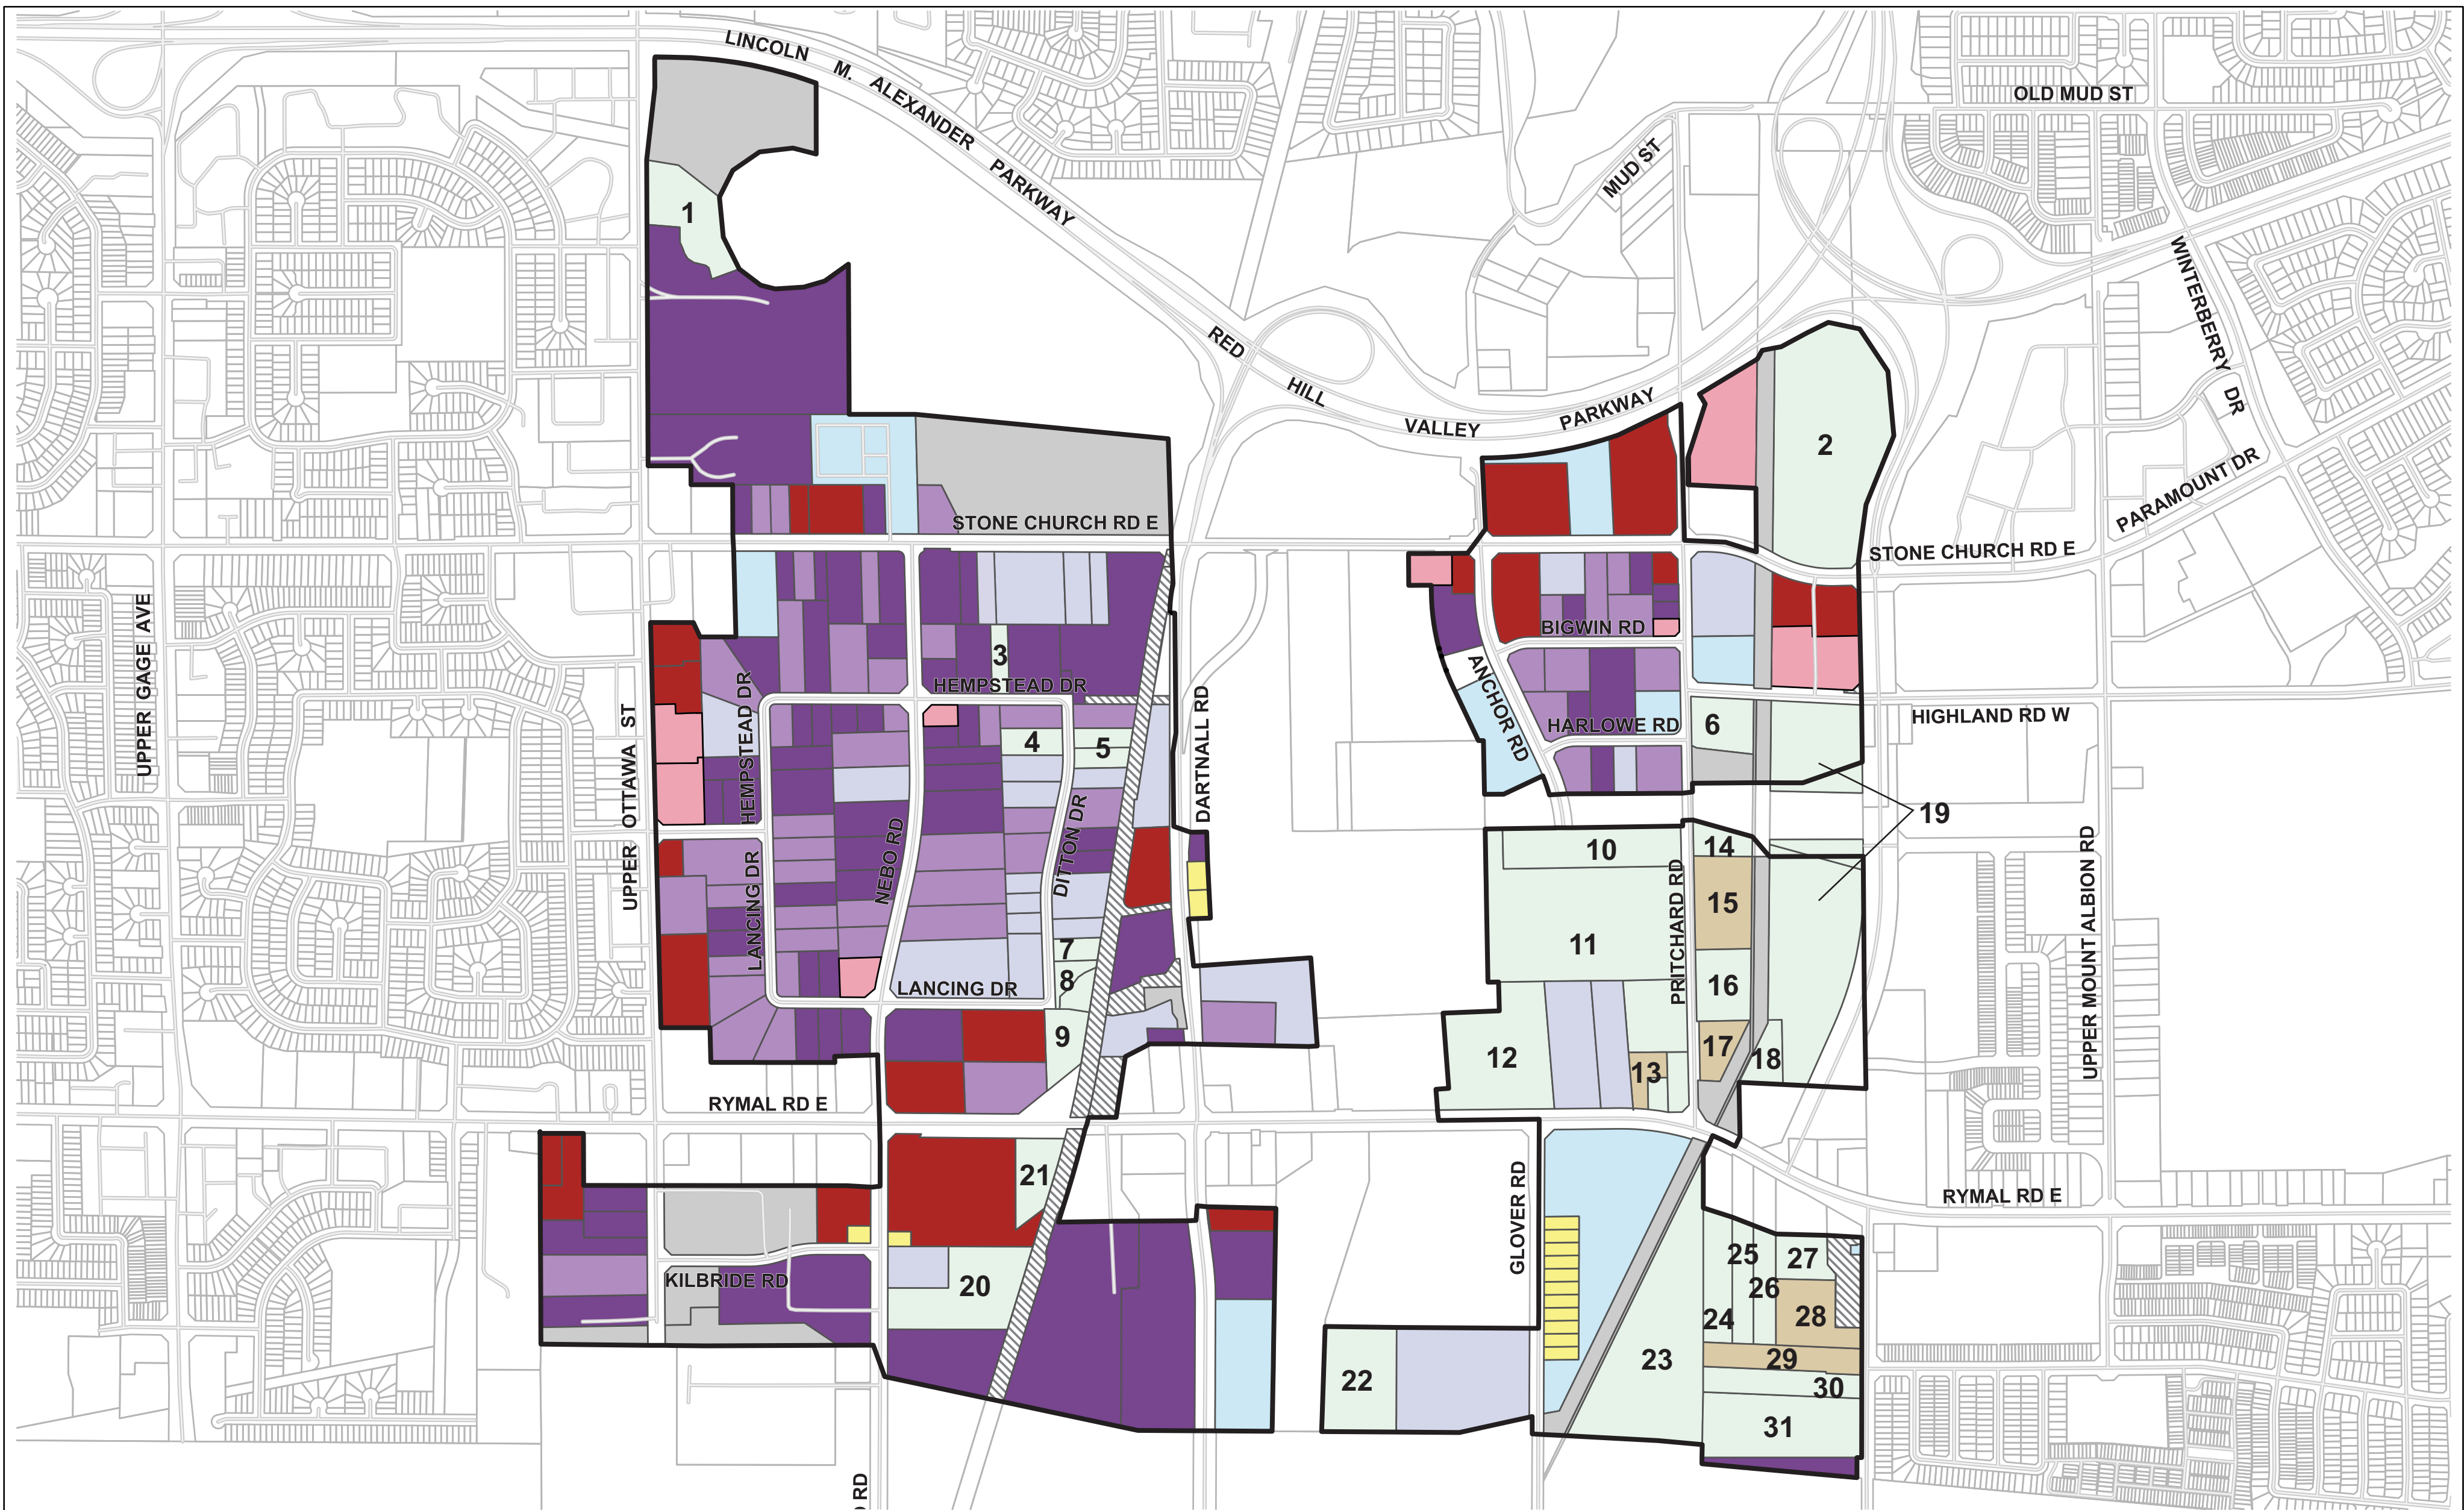 LINCOLN M. ALEXANDER PARKWAY
OLD MUD ST
MUD ST
1
WINTERBERRY DR
RED HILL VALLEY PARKWAY
2
PARAMOUNT DR
STONE CHURCH RD E
STONE CHURCH RD E
UPPER GAGE AVE
BIGWIN RD
3
HEMPSTEAD DR
HEMPSTEAD DR
UPPER OTTAWA ST
DARTNALL RD
ANCHOR RD
HARLOWE RD
6
HIGHLAND RD W
4
5
19
DITTON DR
NEBO RD
LANCING DR
10
14
PRITCHARD RD
15
UPPER MOUNT ALBION RD
11
7
8
LANCING DR
16
9
12
13
17
18
RYMAL RD E
21
GLOVER RD
RYMAL RD E
KILBRIDE RD
20
25
27
26
28
24
23
29
22
30
31
RD